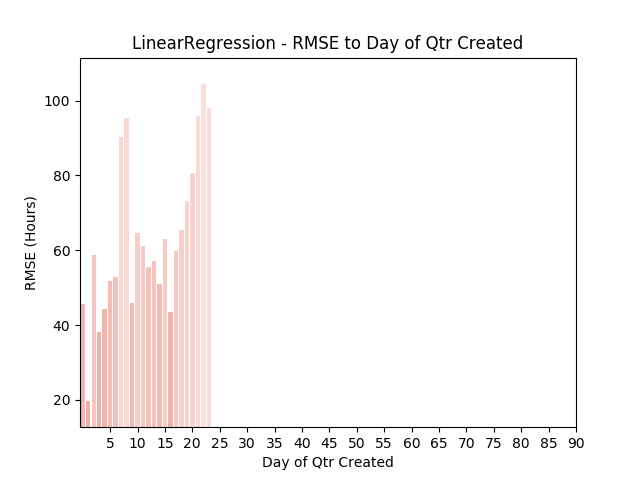 LinearRegression - RMSE to Day of Qtr Created
RMSE (Hours)
100
80
60
40
20
5 10 15 20 25 30 35 40 45 50 55 60 65 70 75 80 85 90
Day of Qtr Created